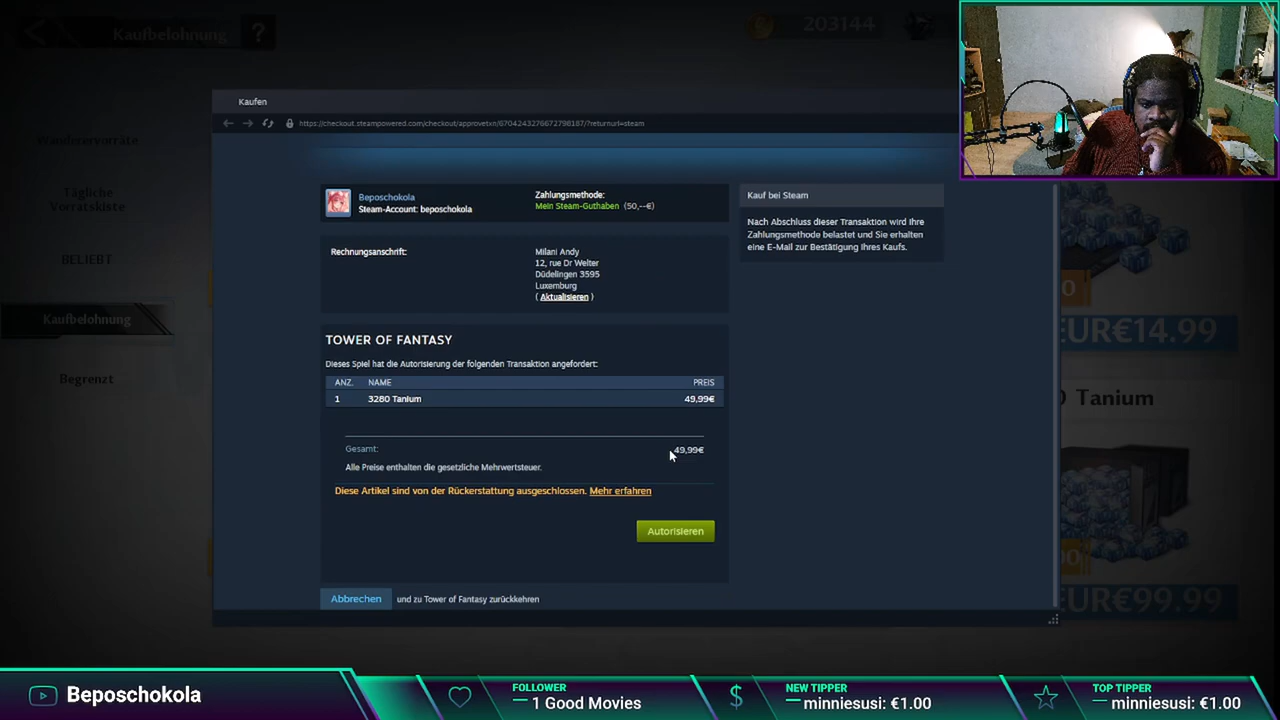 Kaufbelohnung ?
203144
Wanderervorräte
Tägliche
Vorratskiste
BELIEBT
Kaufbelohnung
Begrenzt
Kaufen
https://checkout.steampowered.com/checkout/approvetxn/6704243276672798187/?returnurl=steam
Beposchokola
Steam-Account: beposchokola
Zahlungsmethode:
Mein Steam-Guthaben (50,--€)
Rechnungsanschrift:
Milani Andy
12, rue Dr Welter
Düdelingen 3595
Luxemburg
( Aktualisieren )
Kauf bei Steam
Nach Abschluss dieser Transaktion wird Ihre
Zahlungsmethode belastet und Sie erhalten
eine E-Mail zur Bestätigung Ihres Kaufs.
TOWER OF FANTASY
Dieses Spiel hat die Autorisierung der folgenden Transaktion angefordert:
ANZ. NAME PREIS
1 3280 Tanium 49,99€
Gesamt: 49,99€
Alle Preise enthalten die gesetzliche Mehrwertsteuer.
Diese Artikel sind von der Rückerstattung ausgeschlossen. Mehr erfahren
Autorisieren
Abbrechen und zu Tower of Fantasy zurückkehren
EUR€14.99
Tanium
EUR€99.99
Beposchokola
FOLLOWER
1 Good Movies
NEW TIPPER
minniesusi: €1.00
TOP TIPPER
minniesusi: €1.00